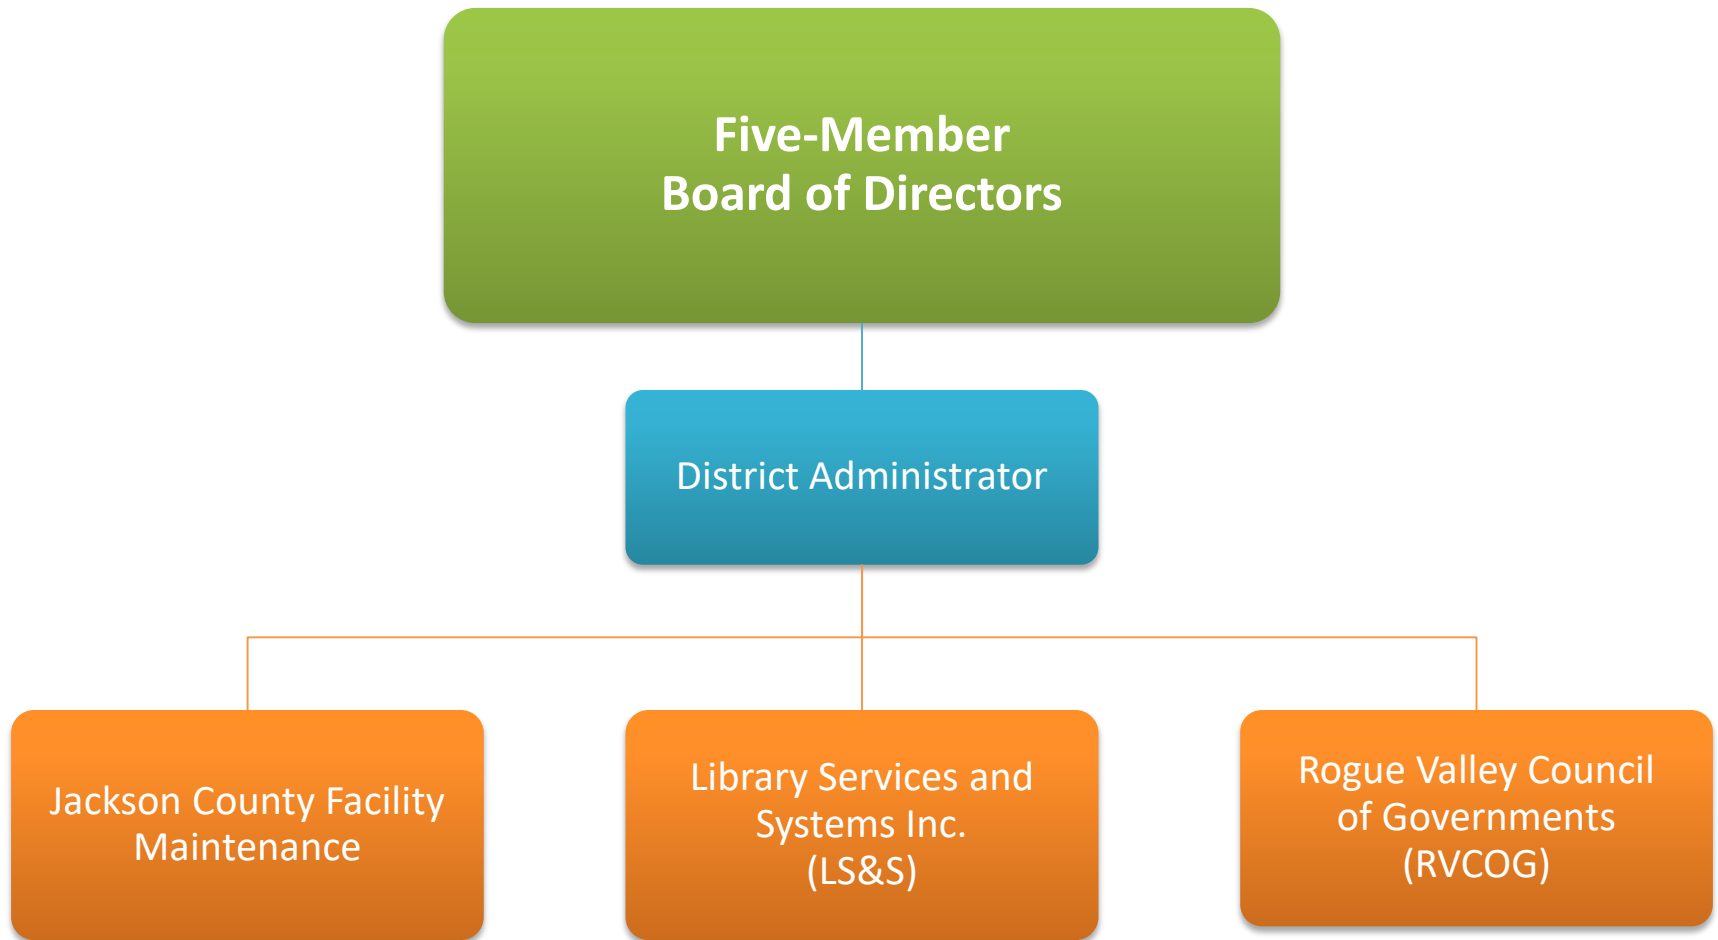 Five-Member
Board of Directors
District Administrator
Jackson County Facility
Maintenance
Library Services and
Systems Inc.
(LS&S)
Rogue Valley Council
of Governments
(RVCOG)